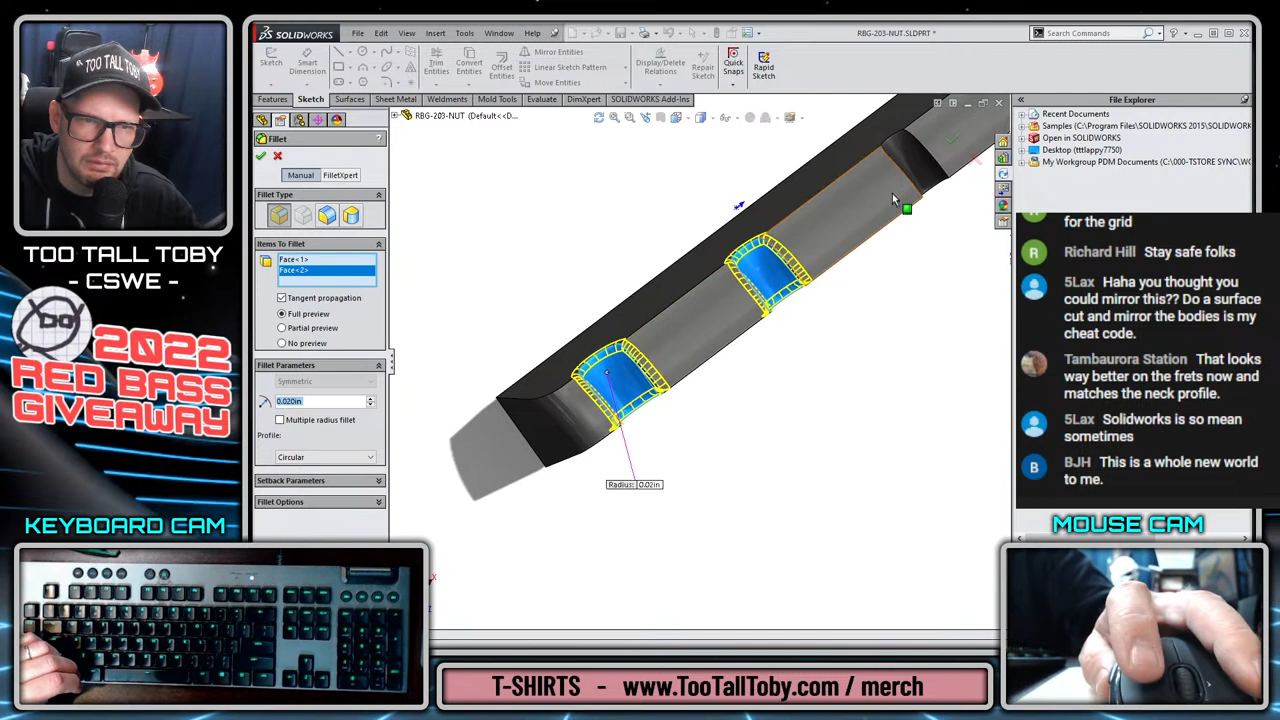 TOO TALL TOBY
TOO TALL TOBY
- CSWE -
2022
RED BASS
GIVEAWAY
KEYBOARD CAM
SOLIDWORKS
File
Edit
View
Insert
Tools
Window
Help
RBG-203-NUT.SLDPRT *
Search Commands
Sketch
Smart
Dimension
Trim
Entities
Convert
Entities
Offset
Entities
Mirror Entities
Linear Sketch Pattern
Move Entities
Display/Delete
Relations
Repair
Sketch
Quick
Snaps
Rapid
Sketch
Features
Sketch
Surfaces
Sheet Metal
Weldments
Mold Tools
Evaluate
DimXpert
SOLIDWORKS Add-Ins
RBG-203-NUT (Default<<D...
Fillet
?
Manual
FilletXpert
Fillet Type
Items To Fillet
Face<1>
Face<2>
Tangent propagation
Full preview
Partial preview
No preview
Fillet Parameters
Symmetric
0.020in
Multiple radius fillet
Profile:
Circular
Setback Parameters
Fillet Options
Radius: 0.02in
File Explorer
Recent Documents
Samples (C:\Program Files\SOLIDWORKS 2015\SOLIDWORK
Open in SOLIDWORKS
Desktop (tttlappy7750)
My Workgroup PDM Documents (C:\000-TSTORE SYNC\W
for the grid
R
Richard Hill Stay safe folks
5Lax Haha you thought you
could mirror this?? Do a surface
cut and mirror the bodies is my
cheat code.
Tambaurora Station That looks
way better on the frets now and
matches the neck profile.
5Lax Solidworks is so mean
sometimes
B
BJH This is a whole new world
to me.
MOUSE CAM
T-SHIRTS - www.TooTallToby.com / merch